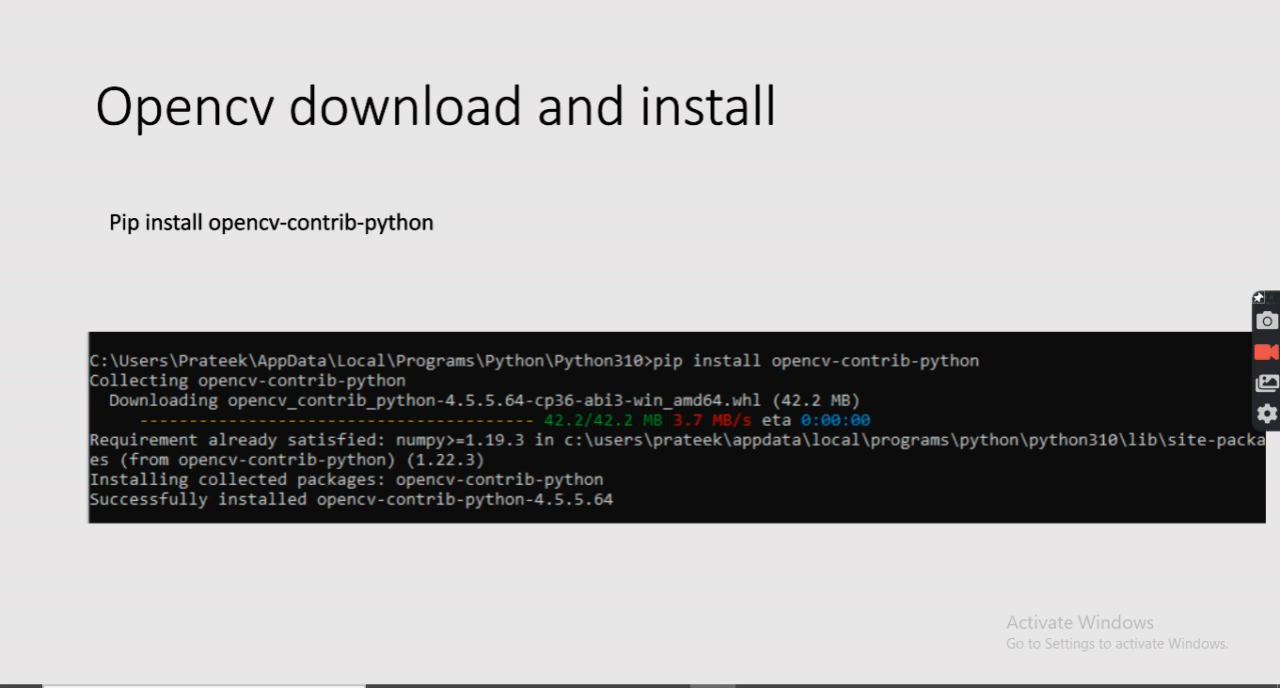 Opencv download and install
Pip install opencv-contrib-python
C:\Users\Prateek\AppData\Local\Programs\Python\Python310>pip install opencv-contrib-python
Collecting opencv-contrib-python
  Downloading opencv_contrib_python-4.5.5.64-cp36-abi3-win_amd64.whl (42.2 MB)
     ---------------------------------------- 42.2/42.2 MB 3.7 MB/s eta 0:00:00
Requirement already satisfied: numpy>=1.19.3 in c:\users\prateek\appdata\local\programs\python\python310\lib\site-packa
es (from opencv-contrib-python) (1.22.3)
Installing collected packages: opencv-contrib-python
Successfully installed opencv-contrib-python-4.5.5.64
Activate Windows
Go to Settings to activate Windows.